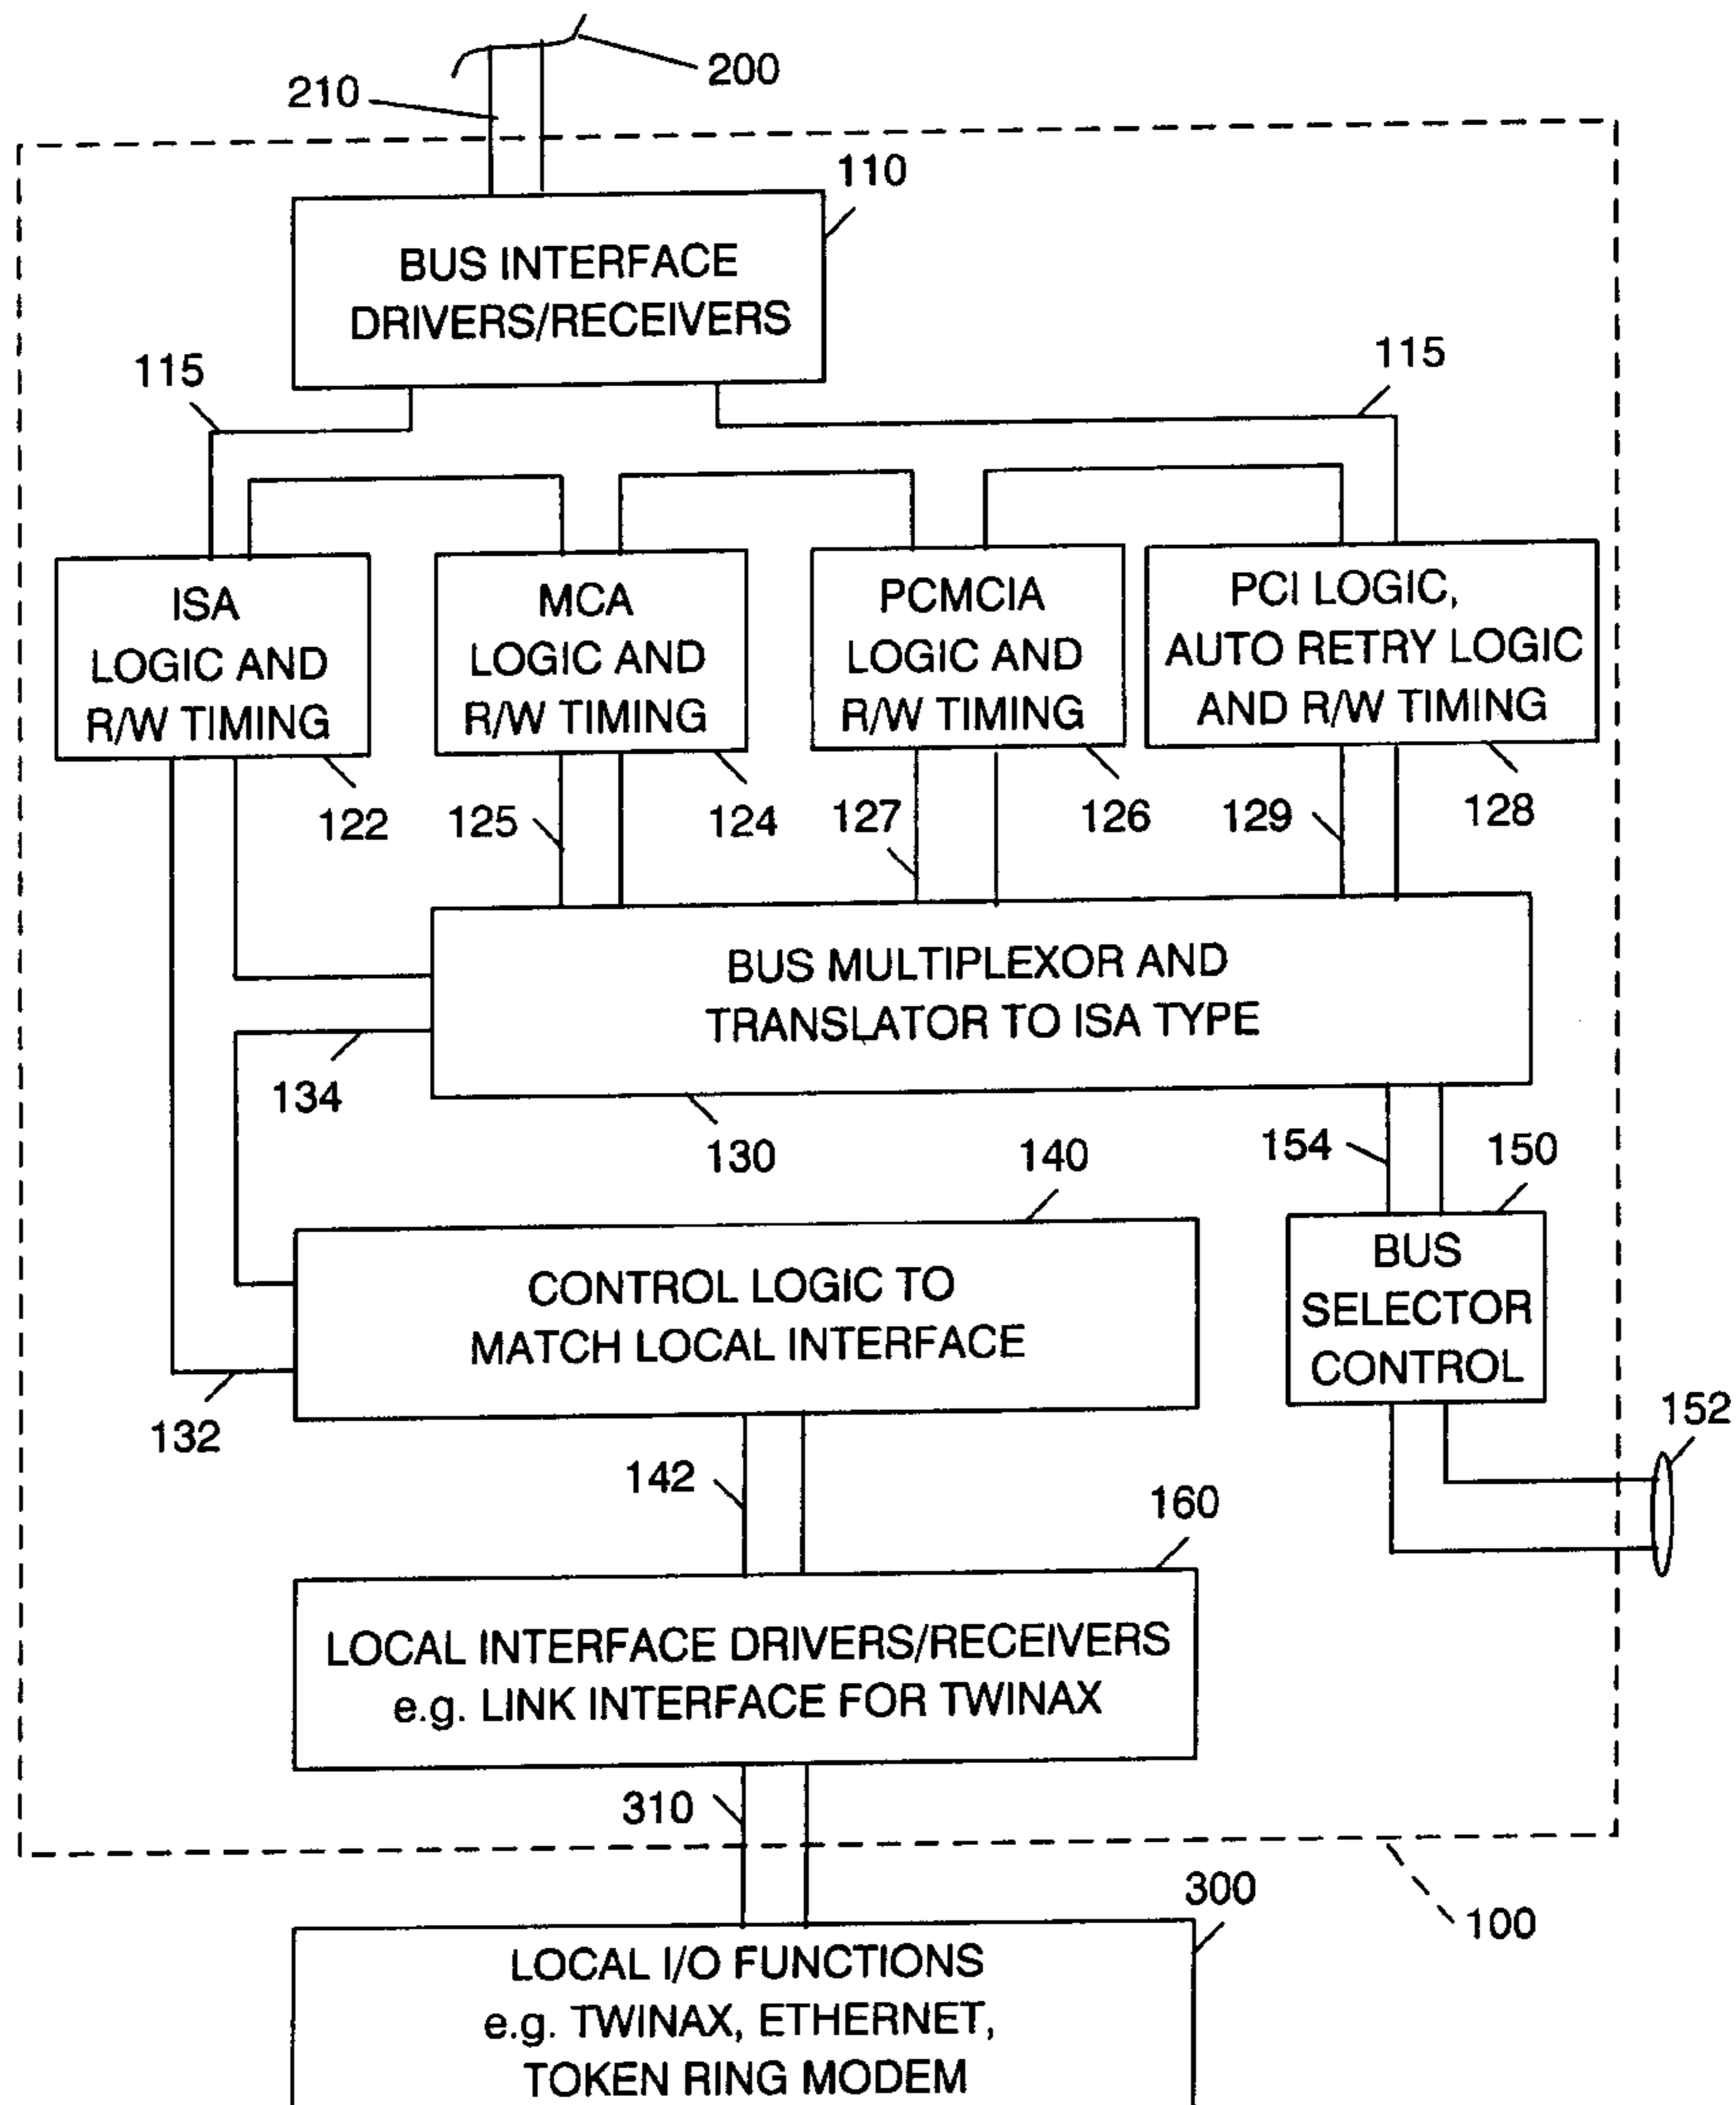 200
210
110
BUS INTERFACE
DRIVERS/RECEIVERS
115
115
ISA
LOGIC AND
R/W TIMING
MCA
LOGIC AND
R/W TIMING
PCMCIA
LOGIC AND
R/W TIMING
PCI LOGIC,
AUTO RETRY LOGIC
AND R/W TIMING
122
125
124
127
126
129
128
BUS MULTIPLEXOR AND
TRANSLATOR TO ISA TYPE
134
130
140
154
150
CONTROL LOGIC TO
MATCH LOCAL INTERFACE
BUS
SELECTOR
CONTROL
132
152
142
160
LOCAL INTERFACE DRIVERS/RECEIVERS
e.g. LINK INTERFACE FOR TWINAX
310
300
100
LOCAL I/O FUNCTIONS
e.g. TWINAX, ETHERNET,
TOKEN RING MODEM